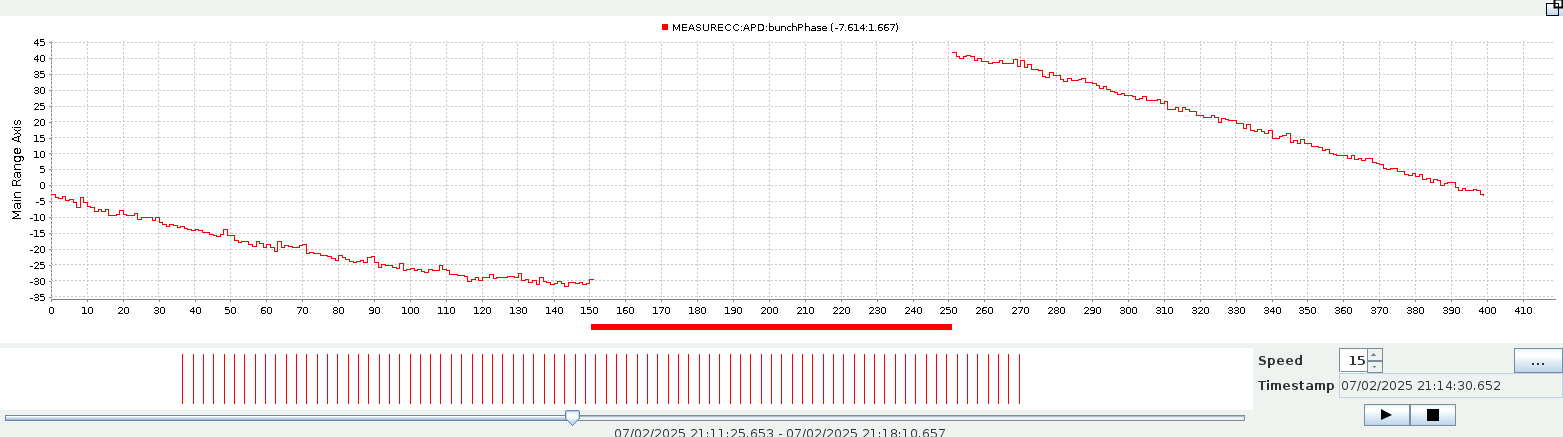 MEASURECC:APD:bunchPhase (-7.614:1.667)
Main Range Axis
45
40
35
30
25
20
15
10
5
0
-5
-10
-15
-20
-25
-30
-35
0 10 20 30 40 50 60 70 80 90 100 110 120 130 140 150 160 170 180 190 200 210 220 230 240 250 260 270 280 290 300 310 320 330 340 350 360 370 380 390 400 410
Speed 15 ...
Timestamp 07/02/2025 21:14:30.652
07/02/2025 21:11:25.653 - 07/02/2025 21:18:10.657